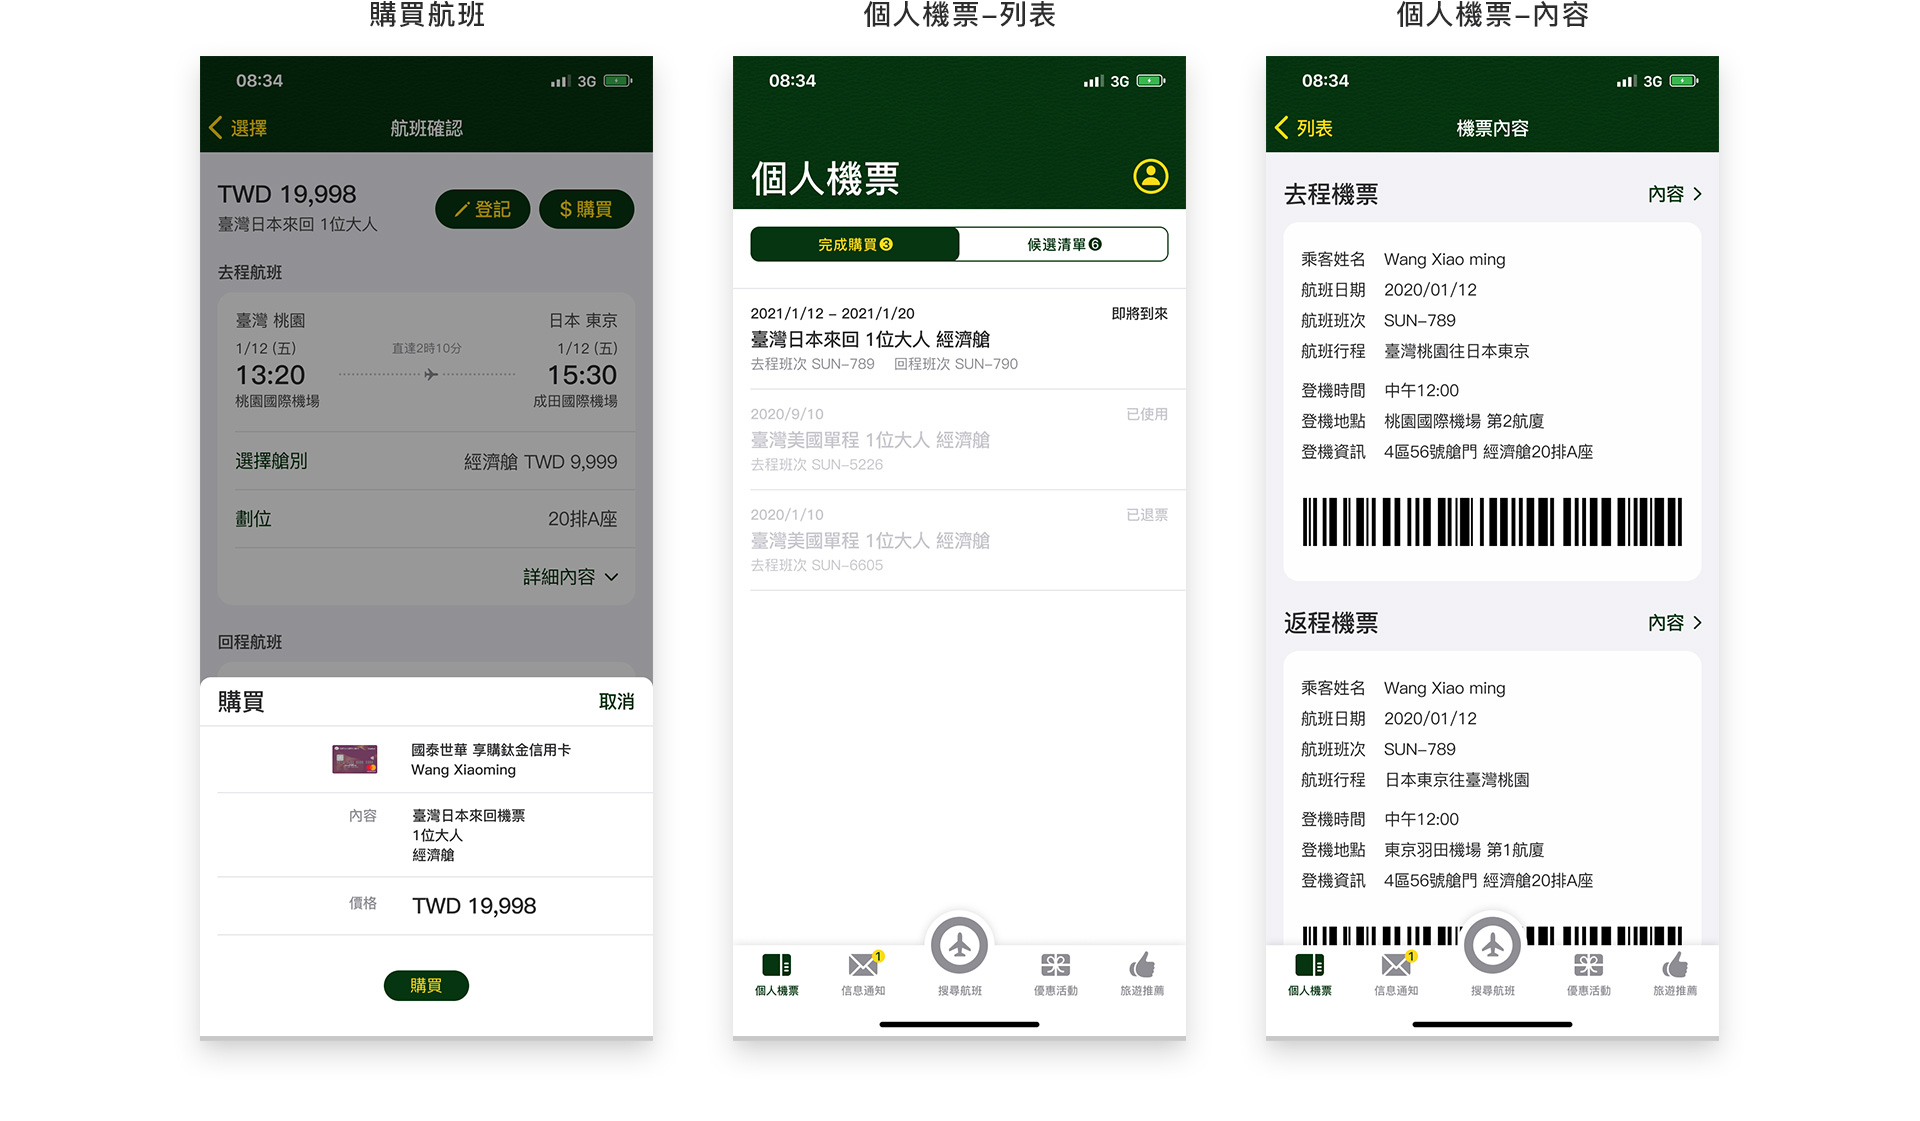 購買航班
08:34
3G
選擇
航班確認
TWD 19,998
臺灣日本來回 1位大人
登記
$ 購買
去程航班
臺灣 桃園
日本 東京
1/12 (五)
直達2時10分
1/12 (五)
13:20
15:30
桃園國際機場
成田國際機場
選擇艙別
經濟艙 TWD 9,999
劃位
20排A座
詳細內容
回程航班
購買
取消
國泰世華 享購鈦金信用卡
Wang Xiaoming
內容
臺灣日本來回機票
1位大人
經濟艙
價格
TWD 19,998
購買
個人機票–列表
08:34
3G
個人機票
完成購買3
候選清單6
2021/1/12 – 2021/1/20
即將到來
臺灣日本來回 1位大人 經濟艙
去程班次 SUN–789 回程班次 SUN–790
2020/9/10
已使用
臺灣美國單程 1位大人 經濟艙
去程班次 SUN–5226
2020/1/10
已退票
臺灣美國單程 1位大人 經濟艙
去程班次 SUN–6605
1
個人機票
信息通知
搜尋航班
優惠活動
旅遊推薦
個人機票–內容
08:34
3G
列表
機票內容
去程機票
內容
乘客姓名 Wang Xiao ming
航班日期 2020/01/12
航班班次 SUN–789
航班行程 臺灣桃園往日本東京
登機時間 中午12:00
登機地點 桃園國際機場 第2航廈
登機資訊 4區56號艙門 經濟艙20排A座
返程機票
內容
乘客姓名 Wang Xiao ming
航班日期 2020/01/12
航班班次 SUN–789
航班行程 日本東京往臺灣桃園
登機時間 中午12:00
登機地點 東京羽田機場 第1航廈
登機資訊 4區56號艙門 經濟艙20排A座
1
個人機票
信息通知
搜尋航班
優惠活動
旅遊推薦